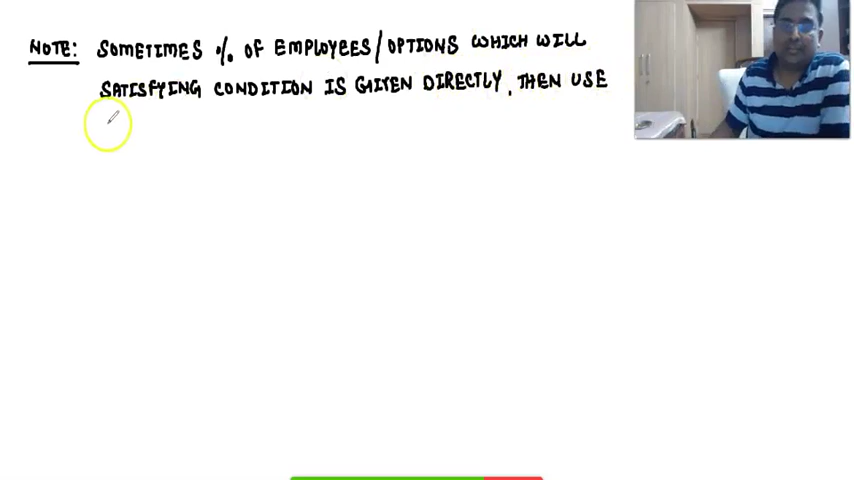 NOTE: SOMETIMES % OF EMPLOYEES/OPTIONS WHICH WILL
SATISFYING CONDITION IS GIVEN DIRECTLY, THEN USE